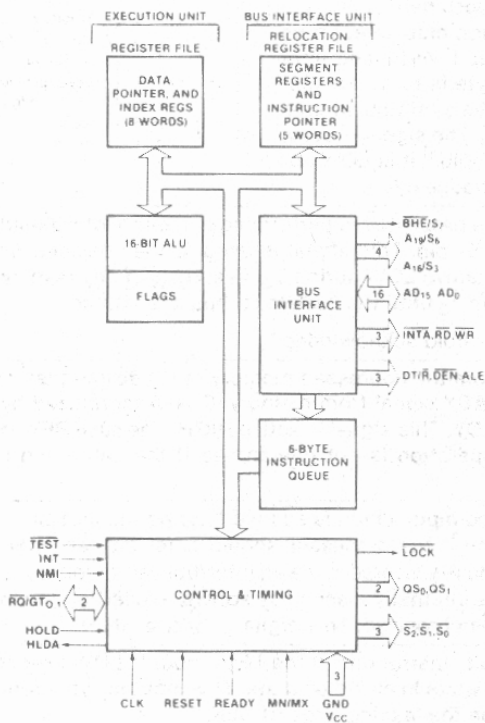 EXECUTION UNIT
BUS INTERFACE UNIT
REGISTER FILE
RELOCATION
REGISTER FILE
DATA
POINTER, AND
INDEX REGS
(8 WORDS)
SEGMENT
REGISTERS
AND
INSTRUCTION
POINTER
(5 WORDS)
16-BIT ALU
FLAGS
BUS
INTERFACE
UNIT
BHE/S7
A19/S6
4
A16/S3
16
AD15 AD0
3
INTA,RD,WR
3
DT/R,DEN,ALE
6-BYTE
INSTRUCTION
QUEUE
TEST
INT
NMI
RQ/GT0,1
2
HOLD
HLDA
CONTROL & TIMING
LOCK
2
QS0,QS1
3
S2,S1,S0
CLK
RESET
READY
MN/MX
3
GND
VCC